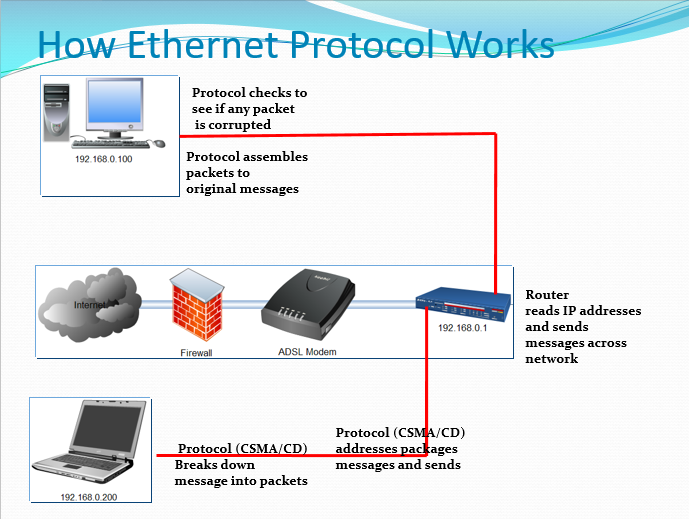 How Ethernet Protocol Works
Protocol checks to
see if any packet
is corrupted
192.168.0.100
Protocol assembles
packets to
original messages
Internet
Firewall
ADSL Modem
192.168.0.1
Router
reads IP addresses
and sends
messages across
network
192.168.0.200
Protocol (CSMA/CD)
Breaks down
message into packets
Protocol (CSMA/CD)
addresses packages
messages and sends